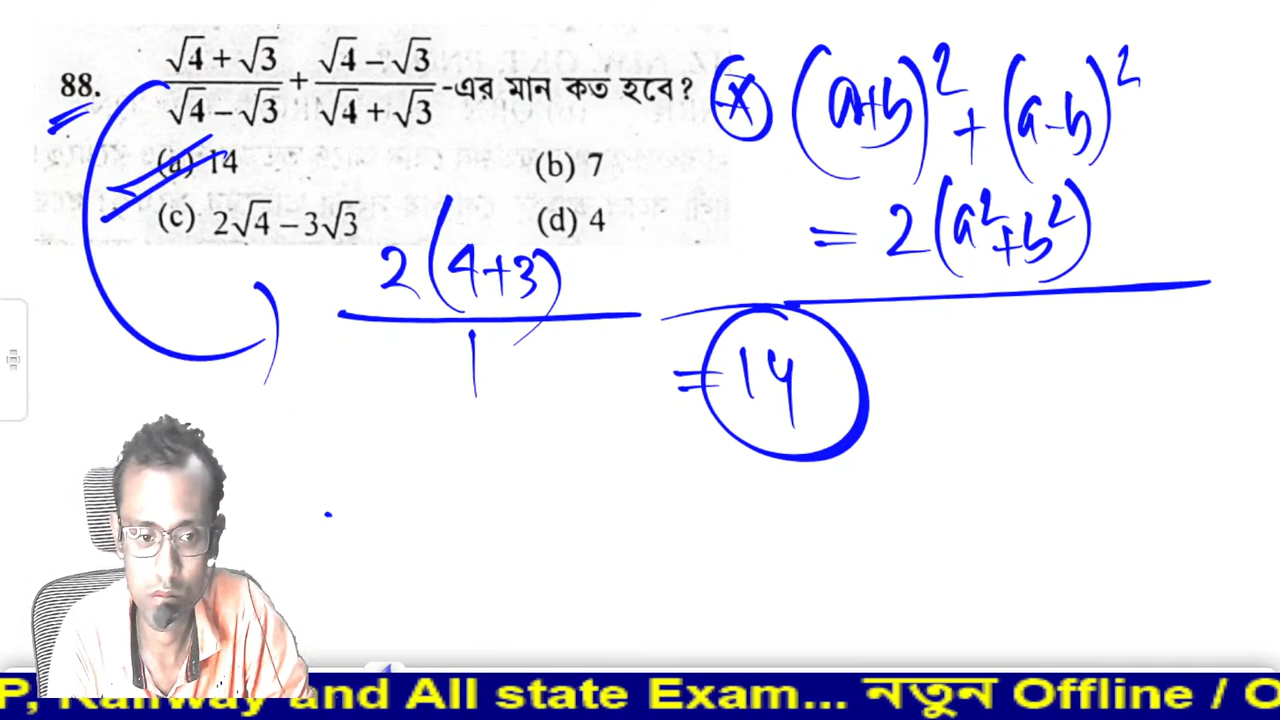 88. (√4 + √3)/(√4 − √3) + (√4 − √3)/(√4 + √3) -এর মান কত হবে?
(a) 14 (b) 7
(c) 2√4 − 3√3 (d) 4
(a+b)² + (a-b)²
= 2(a²+b²)
2(4+3)
1
= 14
P, Railway and All state Exam... নতুন Offline / O